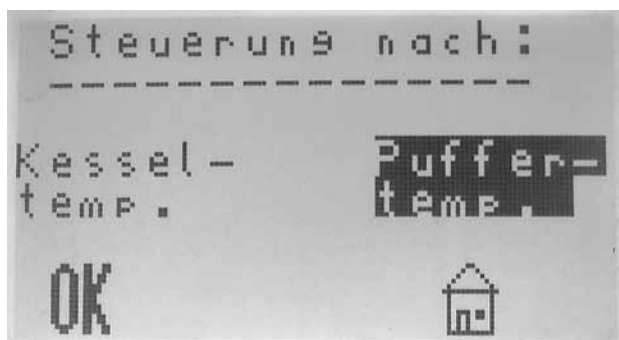 Steuerung nach:
Kessel- Puffer-
temp. temp.
OK